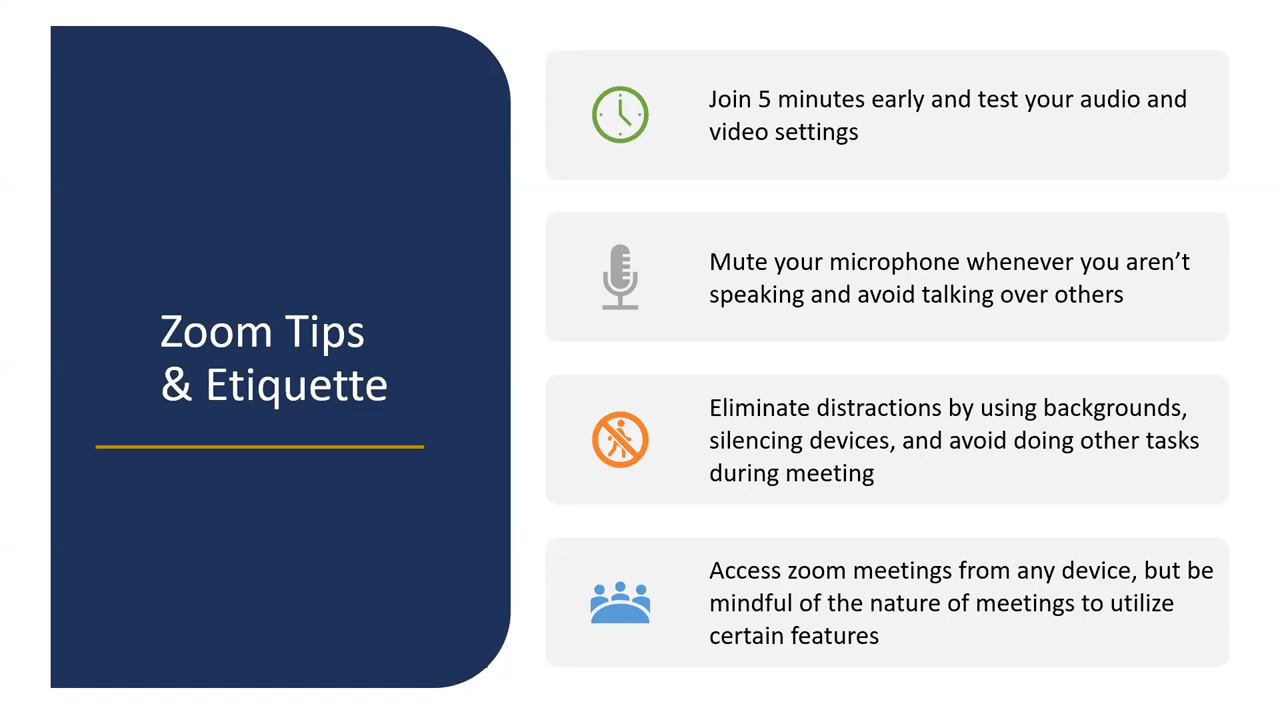 Zoom Tips
& Etiquette
Join 5 minutes early and test your audio and
video settings
Mute your microphone whenever you aren’t
speaking and avoid talking over others
Eliminate distractions by using backgrounds,
silencing devices, and avoid doing other tasks
during meeting
Access zoom meetings from any device, but be
mindful of the nature of meetings to utilize
certain features